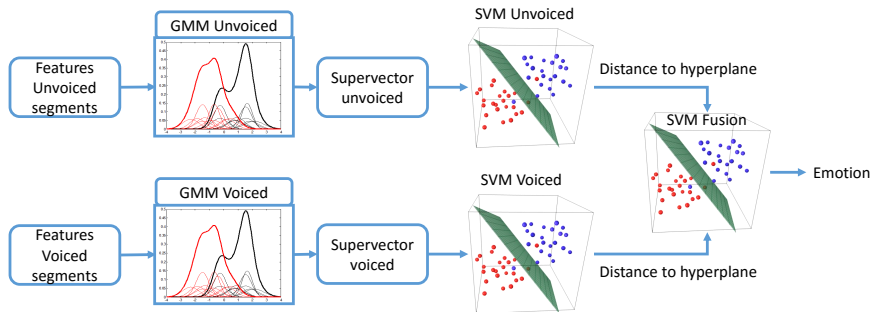 GMM Unvoiced
SVM Unvoiced
Features
Unvoiced
segments
Supervector
unvoiced
Distance to hyperplane
SVM Fusion
Emotion
GMM Voiced
SVM Voiced
Features
Voiced
segments
Supervector
voiced
Distance to hyperplane